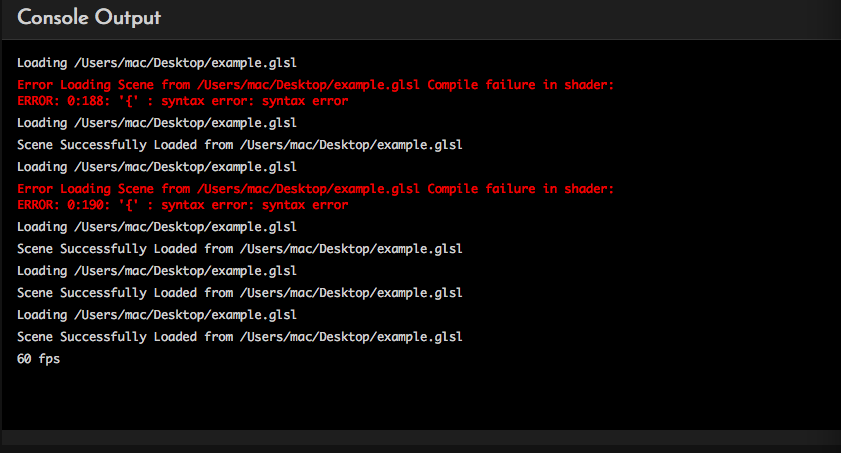 Console Output
Loading /Users/mac/Desktop/example.glsl
Error Loading Scene from /Users/mac/Desktop/example.glsl Compile failure in shader:
ERROR: 0:188: '{' : syntax error: syntax error
Loading /Users/mac/Desktop/example.glsl
Scene Successfully Loaded from /Users/mac/Desktop/example.glsl
Loading /Users/mac/Desktop/example.glsl
Error Loading Scene from /Users/mac/Desktop/example.glsl Compile failure in shader:
ERROR: 0:190: '{' : syntax error: syntax error
Loading /Users/mac/Desktop/example.glsl
Scene Successfully Loaded from /Users/mac/Desktop/example.glsl
Loading /Users/mac/Desktop/example.glsl
Scene Successfully Loaded from /Users/mac/Desktop/example.glsl
Loading /Users/mac/Desktop/example.glsl
Scene Successfully Loaded from /Users/mac/Desktop/example.glsl
60 fps